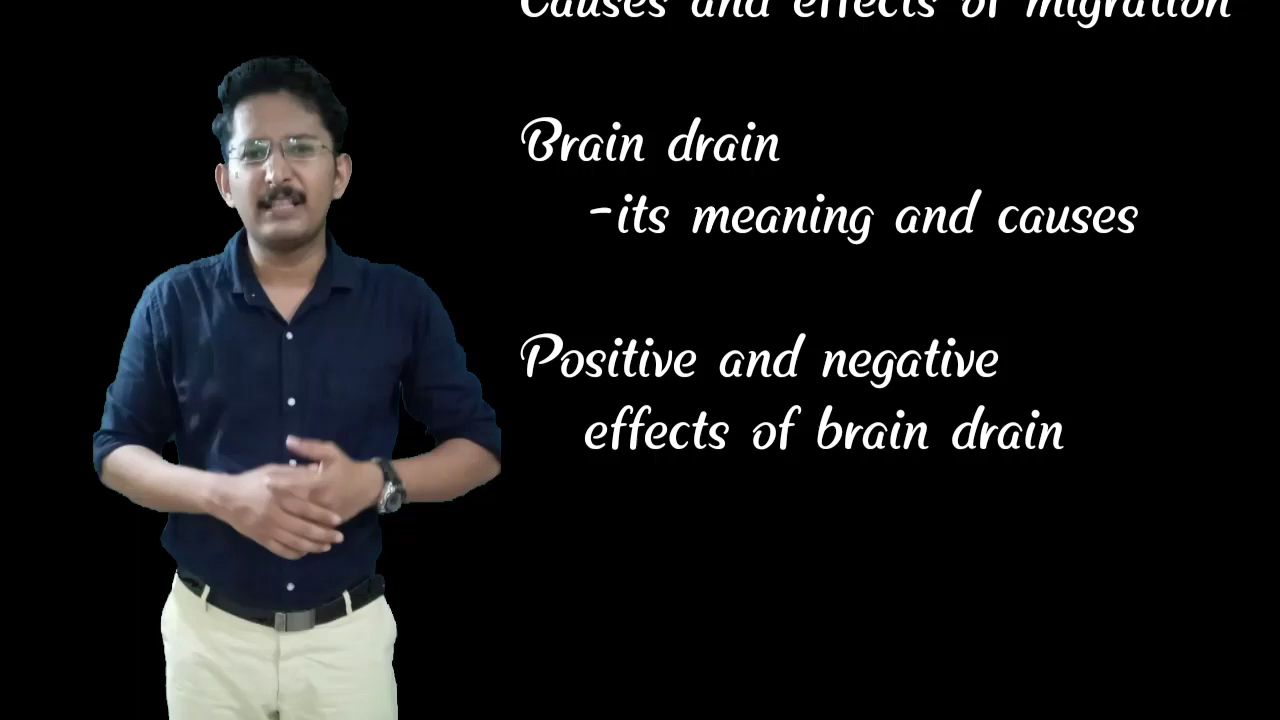 Causes and effects of migration
Brain drain
-its meaning and causes
Positive and negative
effects of brain drain